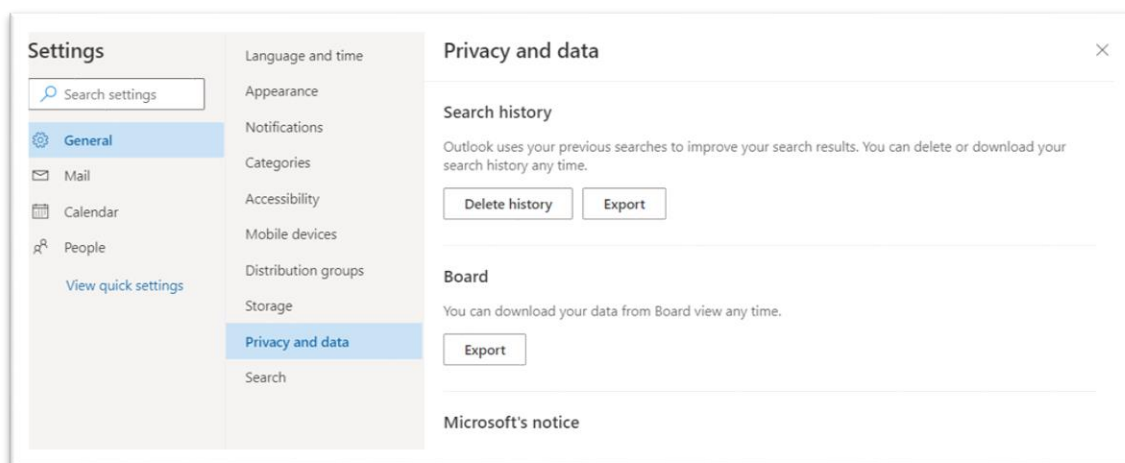 Settings
Search settings
General
Mail
Calendar
People
View quick settings
Language and time
Appearance
Notifications
Categories
Accessibility
Mobile devices
Distribution groups
Storage
Privacy and data
Search
Privacy and data
Search history
Outlook uses your previous searches to improve your search results. You can delete or download your
search history any time.
Delete history
Export
Board
You can download your data from Board view any time.
Export
Microsoft's notice